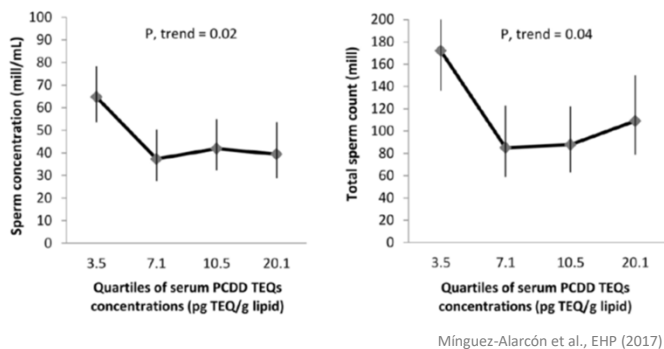 Sperm concentration (mill/mL)
100
90
80
70
60
50
40
30
20
10
0
P, trend = 0.02
3.5 7.1 10.5 20.1
Quartiles of serum PCDD TEQs
concentrations (pg TEQ/g lipid)
Total sperm count (mill)
200
180
160
140
120
100
80
60
40
20
0
P, trend = 0.04
3.5 7.1 10.5 20.1
Quartiles of serum PCDD TEQs
concentrations (pg TEQ/g lipid)
Mínguez-Alarcón et al., EHP (2017)